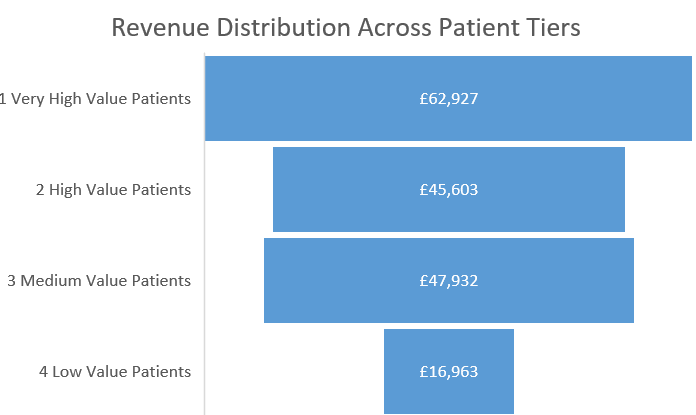 Revenue Distribution Across Patient Tiers
1 Very High Value Patients £62,927
2 High Value Patients £45,603
3 Medium Value Patients £47,932
4 Low Value Patients £16,963